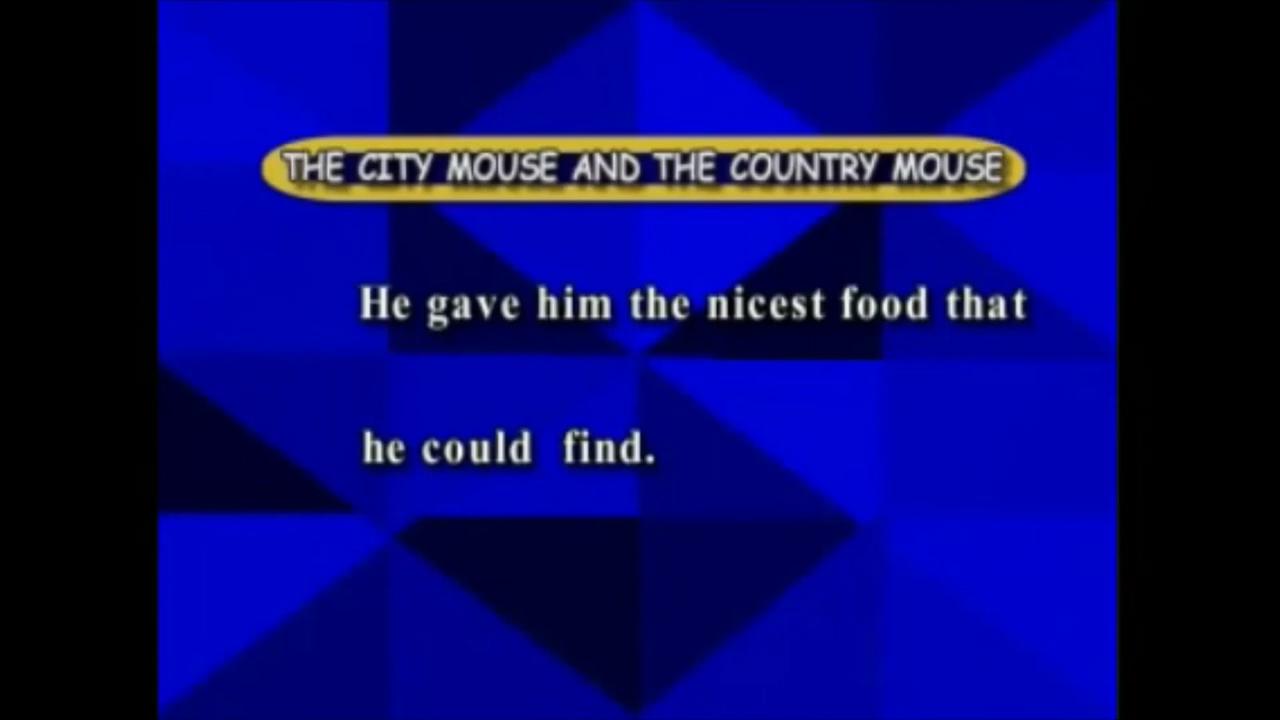 THE CITY MOUSE AND THE COUNTRY MOUSE
He gave him the nicest food that
he could find.